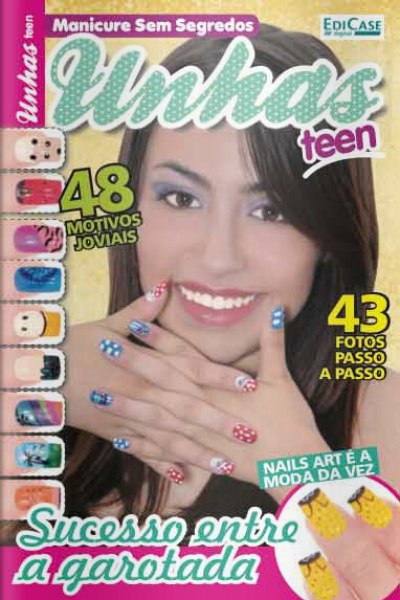 Manicure Sem Segredos
EDICASE
Unhas
teen
Unhas teen
48
MOTIVOS
JOVIAIS
43
FOTOS
PASSO
A PASSO
NAILS ART É A
MODA DA VEZ
Sucesso entre
a garotada